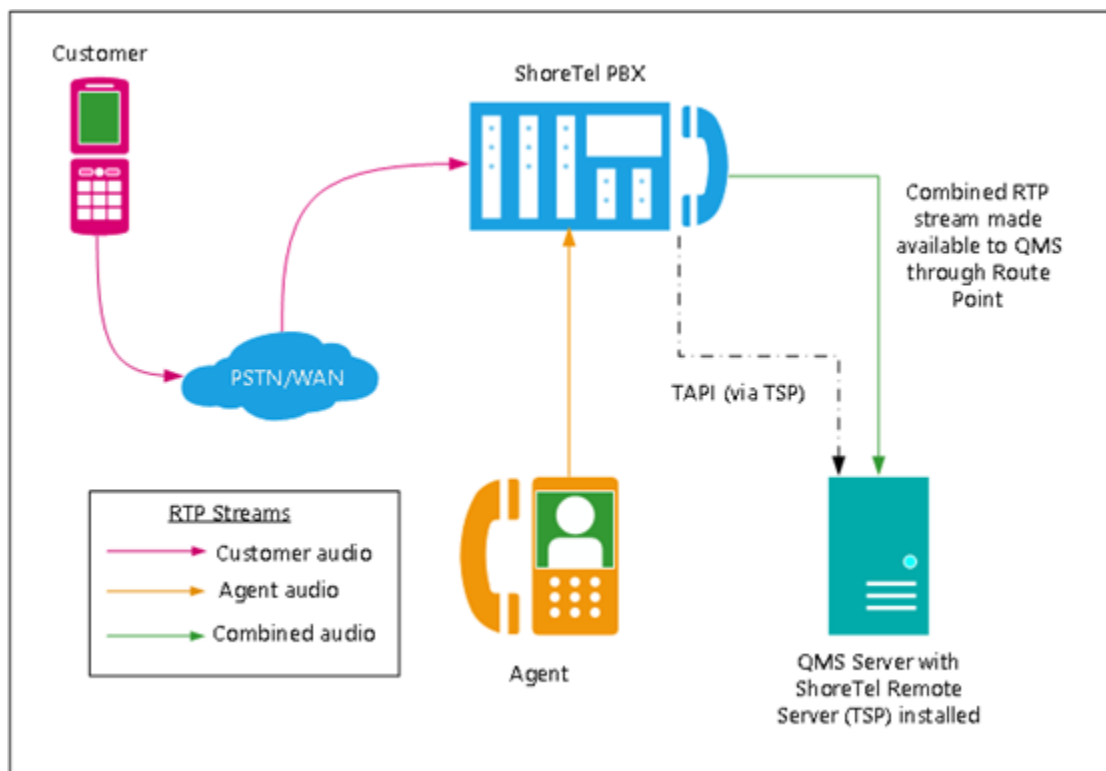 Customer
ShoreTel PBX
Combined RTP
stream made
available to QMS
through Route
Point
PSTN/WAN
TAPI (via TSP)
RTP Streams
Customer audio
Agent audio
Combined audio
Agent
QMS Server with
ShoreTel Remote
Server (TSP) installed